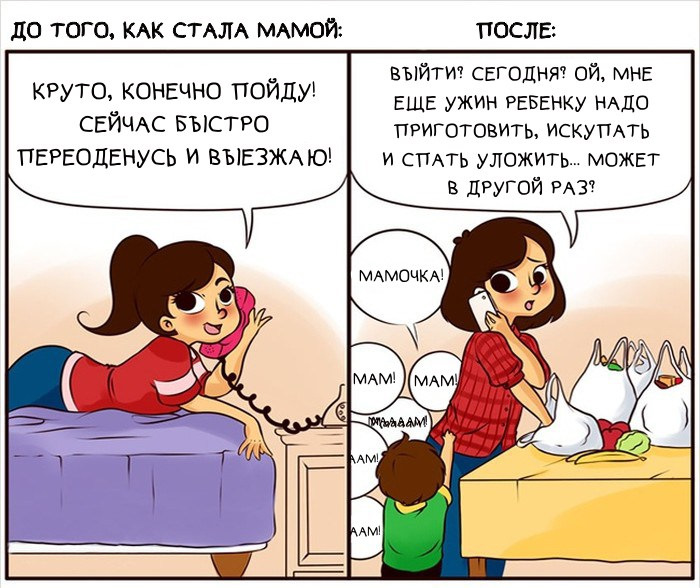 ДО ТОГО, КАК СТАЛА МАМОЙ:
КРУТО, КОНЕЧНО ПОЙДУ!
СЕЙЧАС БЫСТРО
ПЕРЕОДЕНУСЬ И ВЫЕЗЖАЮ!
ПОСЛЕ:
ВЫЙТИ? СЕГОДНЯ? ОЙ, МНЕ
ЕЩЕ УЖИН РЕБЕНКУ НАДО
ПРИГОТОВИТЬ, ИСКУПАТЬ
И СПАТЬ УЛОЖИТЬ... МОЖЕТ
В ДРУГОЙ РАЗ?
МАМОЧКА!
МАМ!
МАМ!
ААМ!
ААМ!